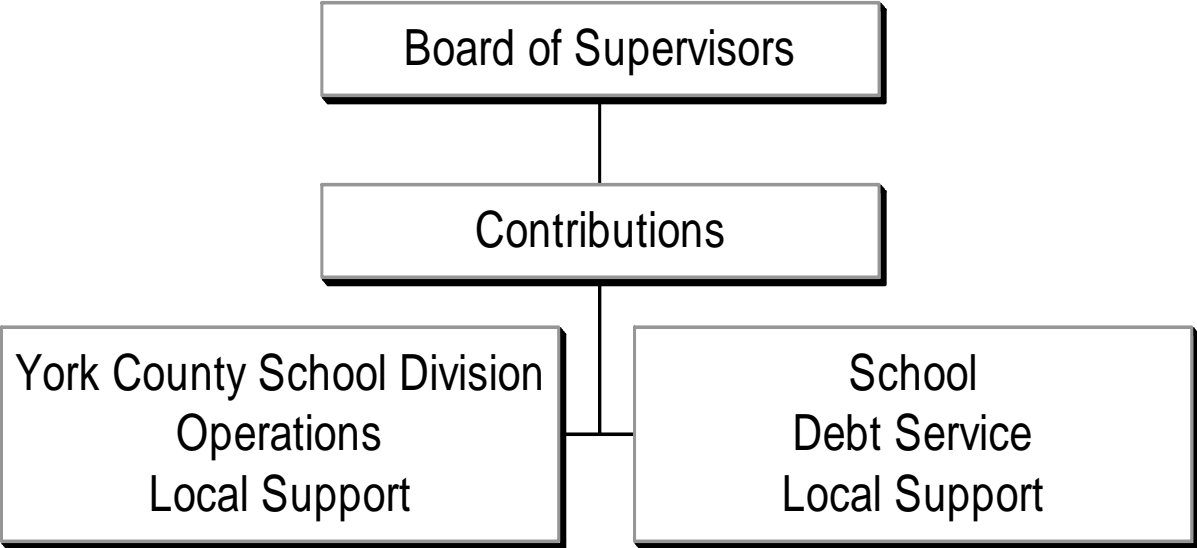 Board of Supervisors
Contributions
York County School Division
Operations
Local Support
School
Debt Service
Local Support